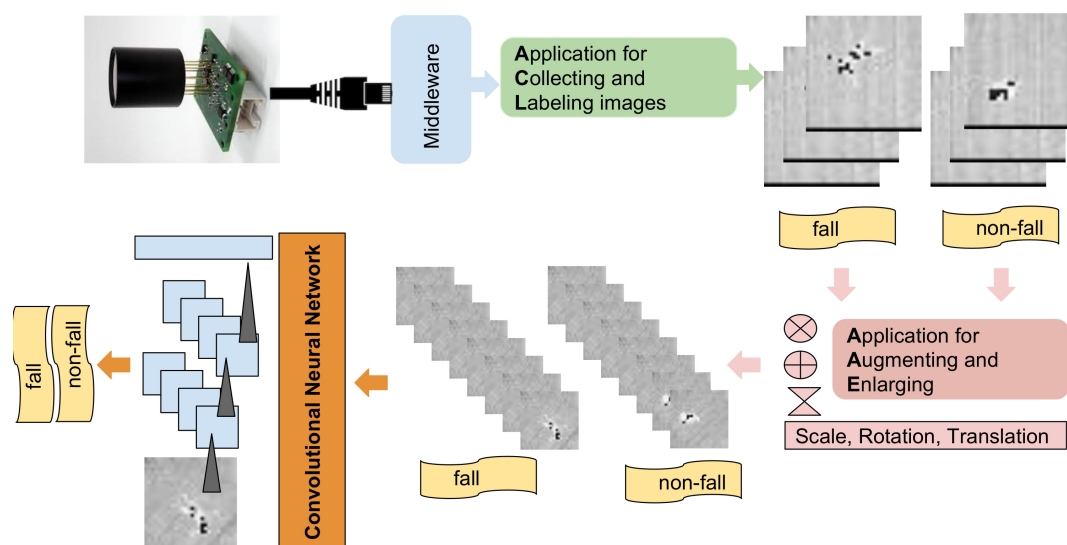 Middleware
Application for
Collecting and
Labeling images
fall
non-fall
Application for
Augmenting and
Enlarging
Scale, Rotation, Translation
fall
non-fall
Convolutional Neural Network
fall
non-fall